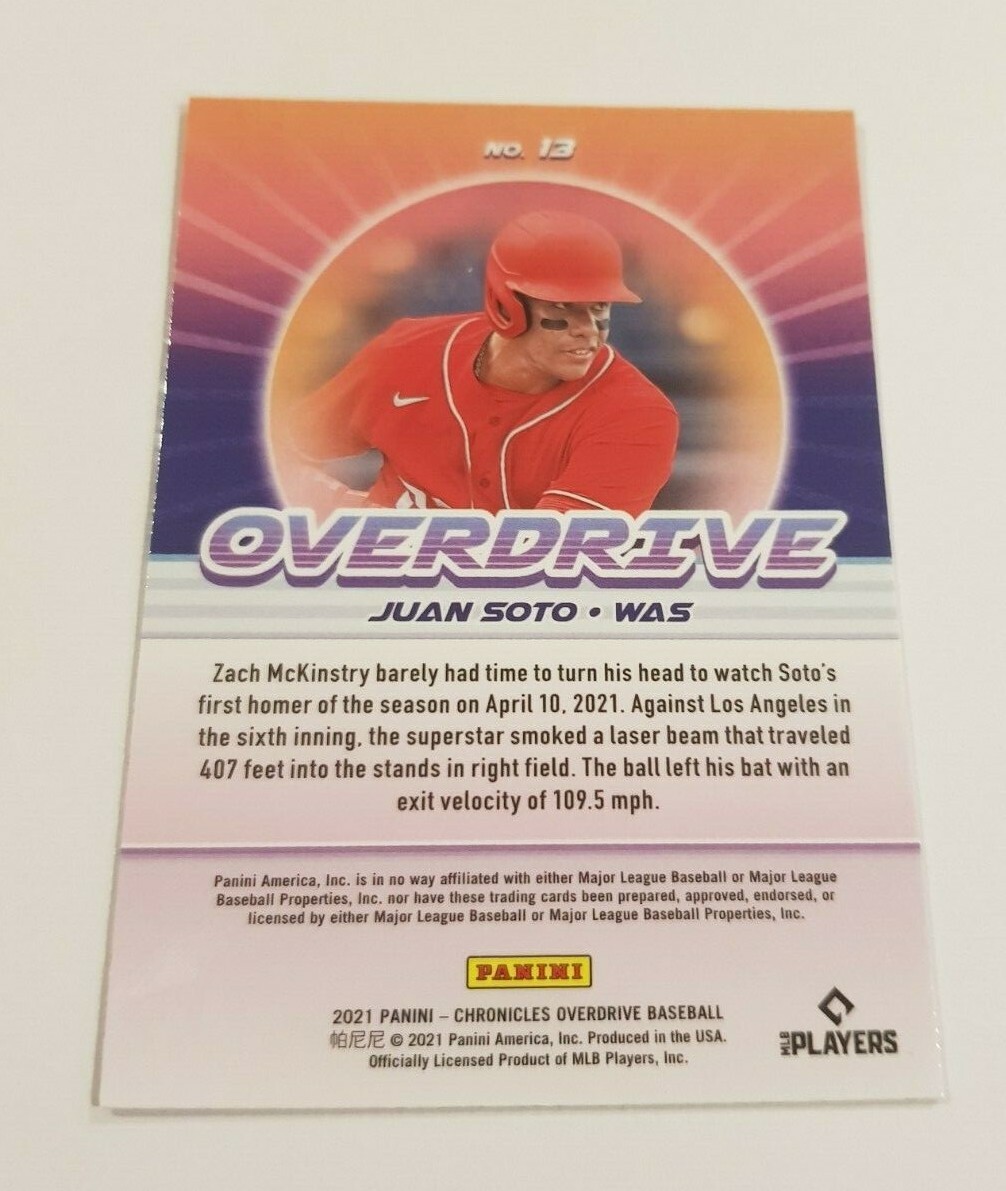 NO. 13
OVERDRIVE
JUAN SOTO • WAS
Zach McKinstry barely had time to turn his head to watch Soto's
first homer of the season on April 10, 2021. Against Los Angeles in
the sixth inning, the superstar smoked a laser beam that traveled
407 feet into the stands in right field. The ball left his bat with an
exit velocity of 109.5 mph.
Panini America, Inc. is in no way affiliated with either Major League Baseball or Major League
Baseball Properties, Inc. nor have these trading cards been prepared, approved, endorsed, or
licensed by either Major League Baseball or Major League Baseball Properties, Inc.
PANINI
2021 PANINI – CHRONICLES OVERDRIVE BASEBALL
帕尼尼 © 2021 Panini America, Inc. Produced in the USA.
Officially Licensed Product of MLB Players, Inc.
MLB PLAYERS